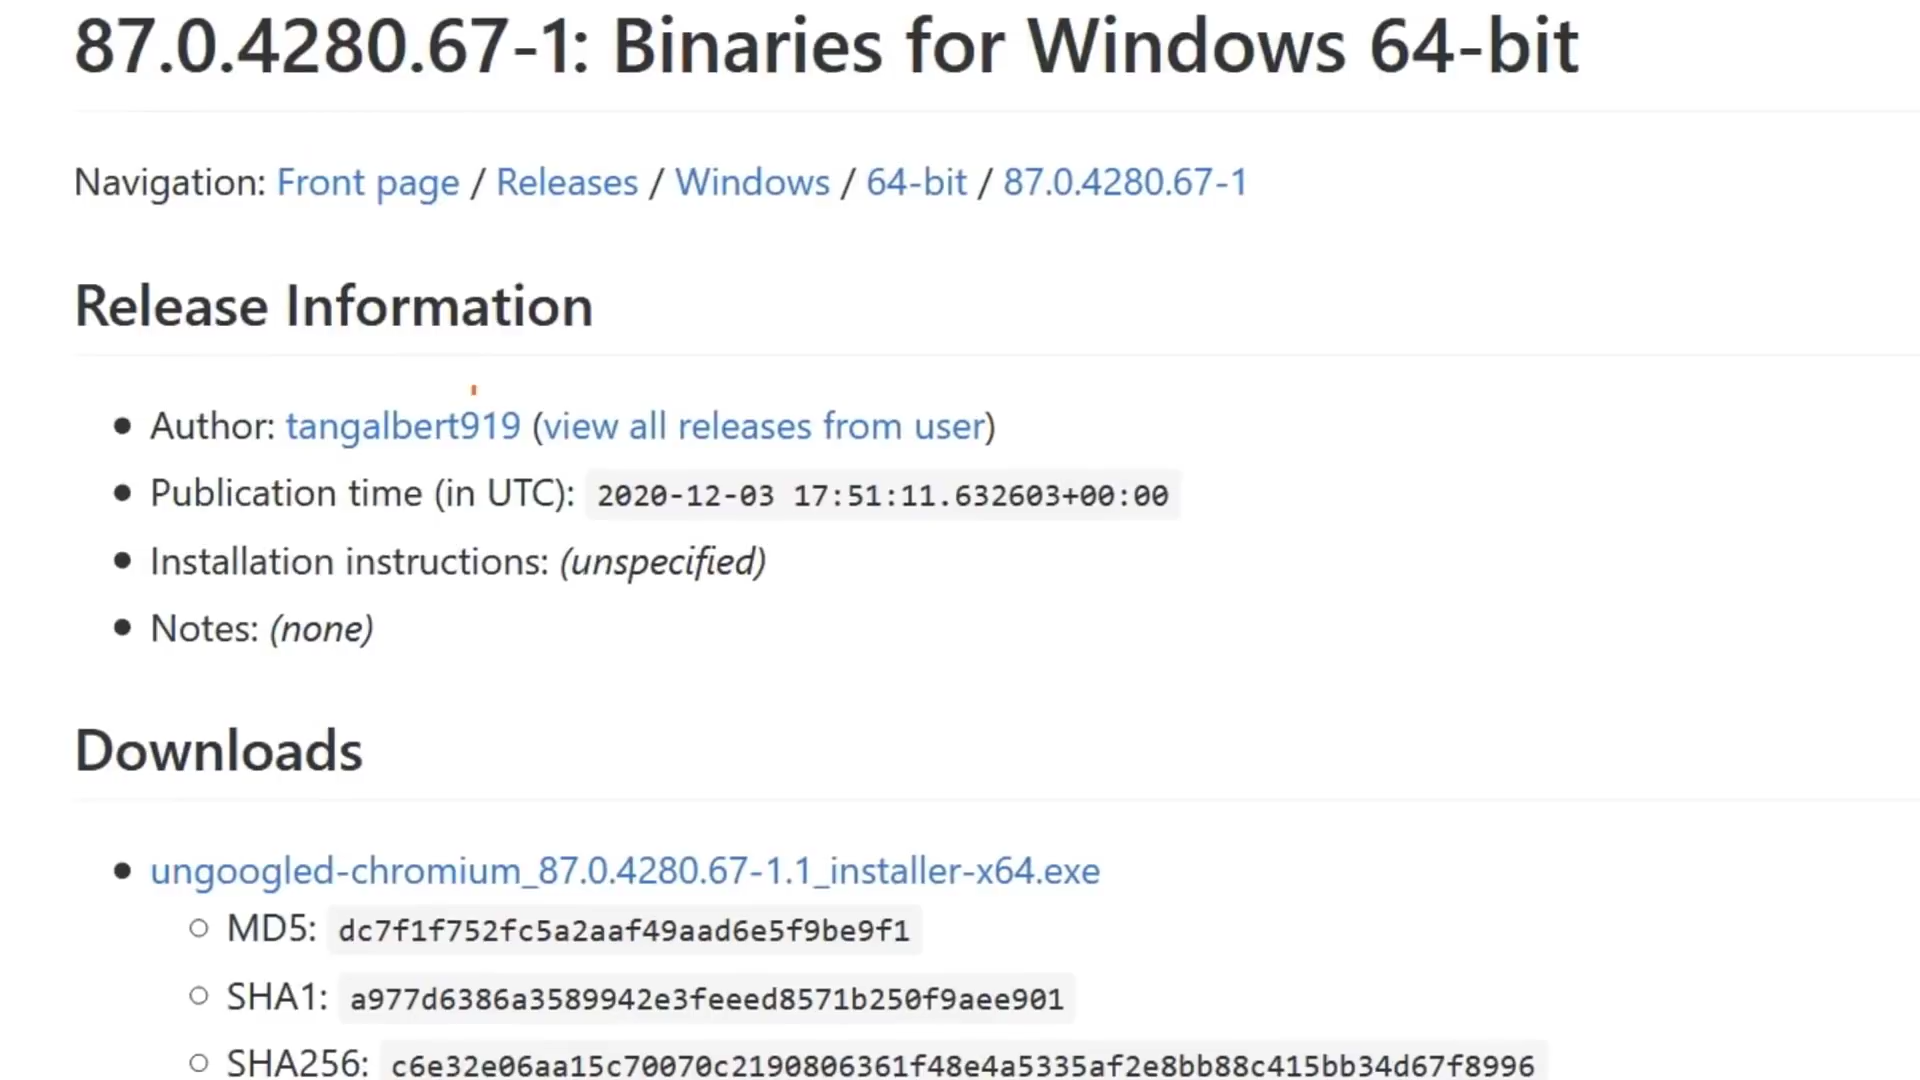 87.0.4280.67-1: Binaries for Windows 64-bit
Navigation: Front page / Releases / Windows / 64-bit / 87.0.4280.67-1
Release Information
Author: tangalbert919 (view all releases from user)
Publication time (in UTC): 2020-12-03 17:51:11.632603+00:00
Installation instructions: (unspecified)
Notes: (none)
Downloads
ungoogled-chromium_87.0.4280.67-1.1_installer-x64.exe
MD5: dc7f1f752fc5a2aaf49aad6e5f9be9f1
SHA1: a977d6386a3589942e3feeed8571b250f9aee901
SHA256: c6e32e06aa15c70070c2190806361f48e4a5335af2e8bb88c415bb34d67f8996